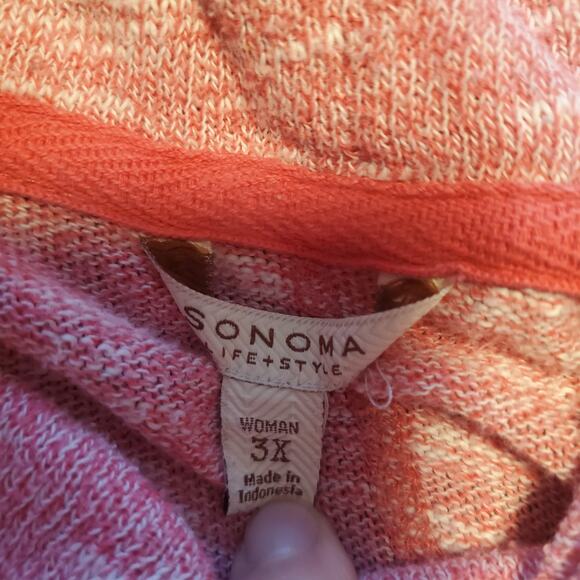 SONOMA
LIFE+STYLE
WOMAN
3X
Made in
Indonesia